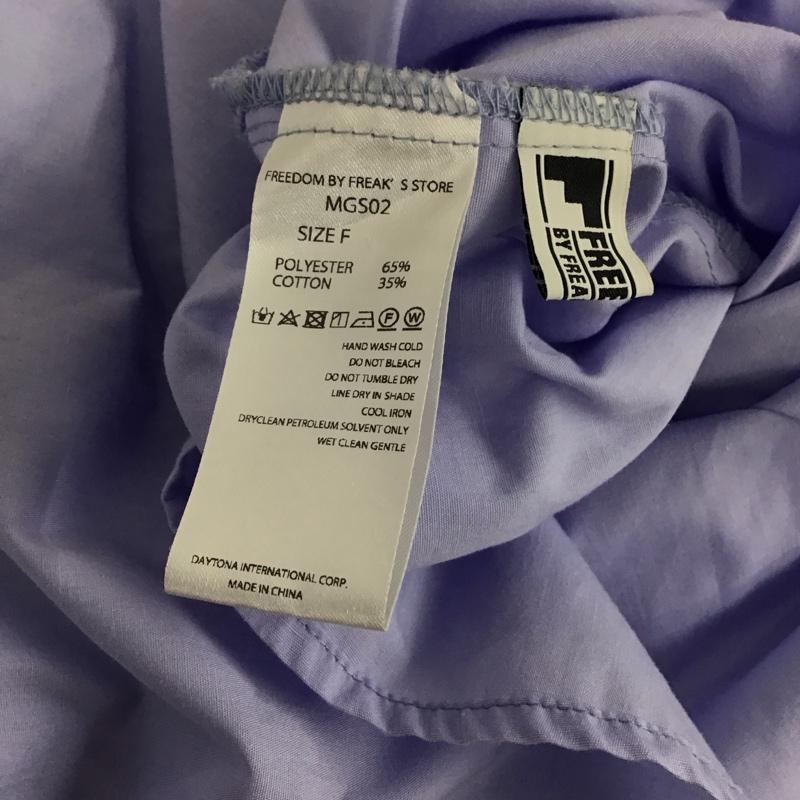 FREEDOM BY FREAK'S STORE
MGS02
SIZE F
POLYESTER 65%
COTTON 35%
F W
HAND WASH COLD
DO NOT BLEACH
DO NOT TUMBLE DRY
LINE DRY IN SHADE
COOL IRON
DRYCLEAN PETROLEUM SOLVENT ONLY
WET CLEAN GENTLE
DAYTONA INTERNATIONAL CORP.
MADE IN CHINA
FREE
BY FREA